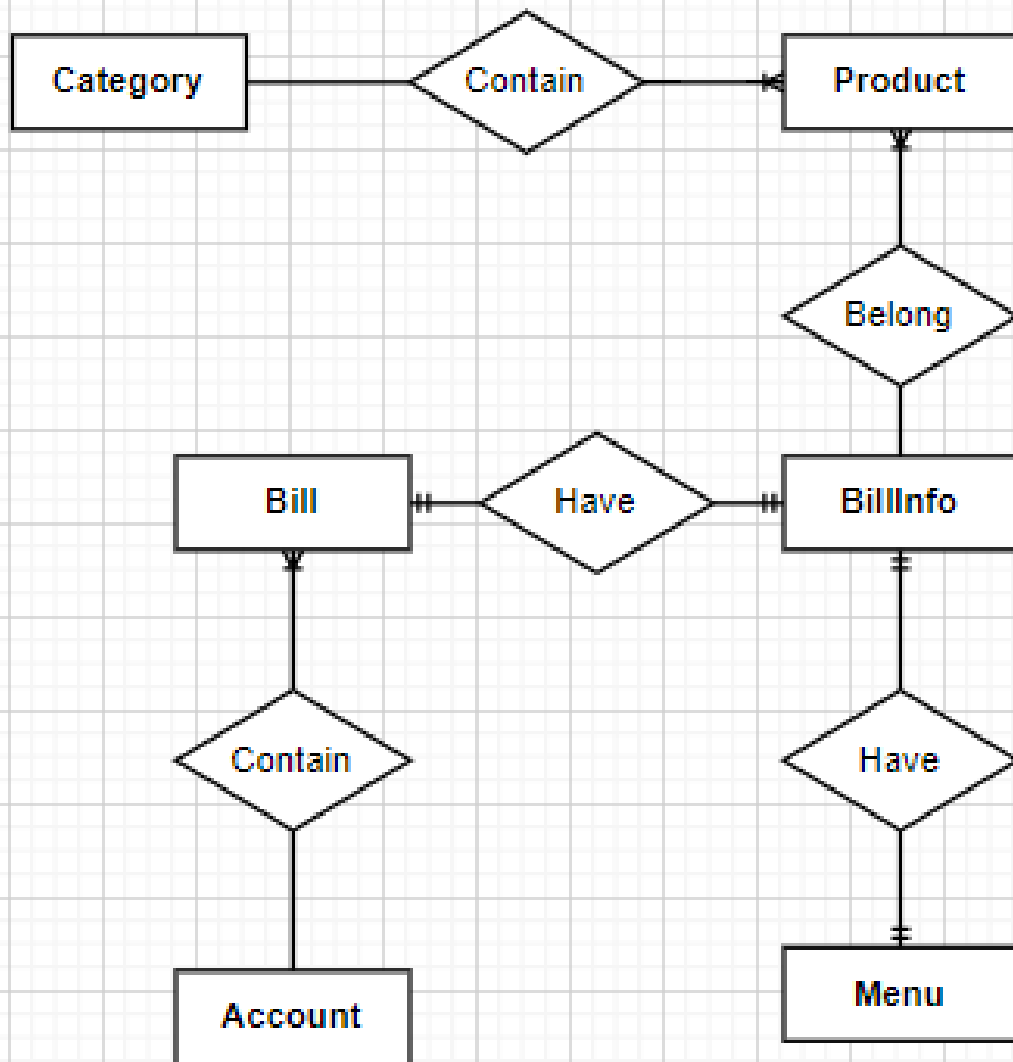 Category
Contain
Product
Belong
Bill
Have
BillInfo
Contain
Have
Account
Menu